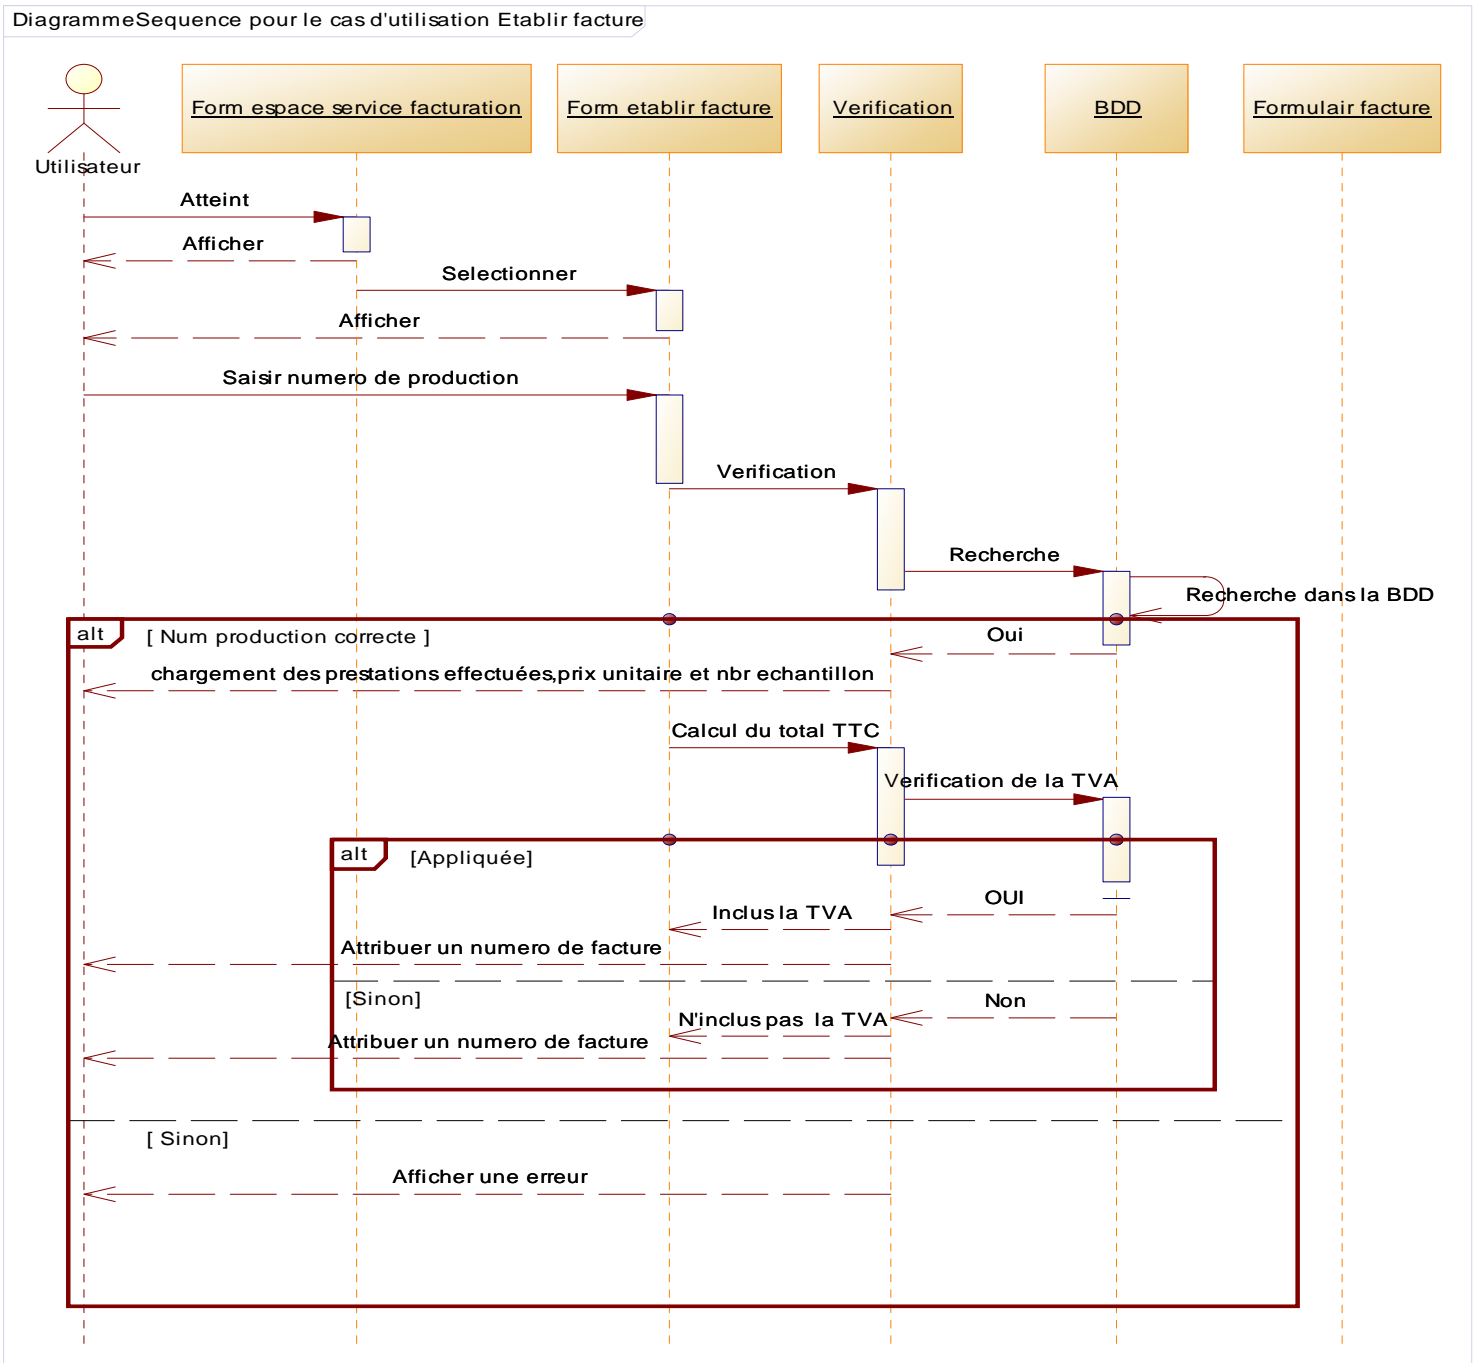 DiagrammeSequence pour le cas d'utilisation Etablir facture
Utilisateur
Form espace service facturation
Form etablir facture
Verification
BDD
Formulair facture
Atteint
Afficher
Selectionner
Afficher
Saisir numero de production
Verification
Recherche
Recherche dans la BDD
alt
[ Num production correcte ]
Oui
chargement des prestations effectuées,prix unitaire et nbr echantillon
Calcul du total TTC
Verification de la TVA
alt
[Appliquée]
OUI
Inclus la TVA
Attribuer un numero de facture
[Sinon]
Non
N'inclus pas la TVA
Attribuer un numero de facture
[ Sinon]
Afficher une erreur